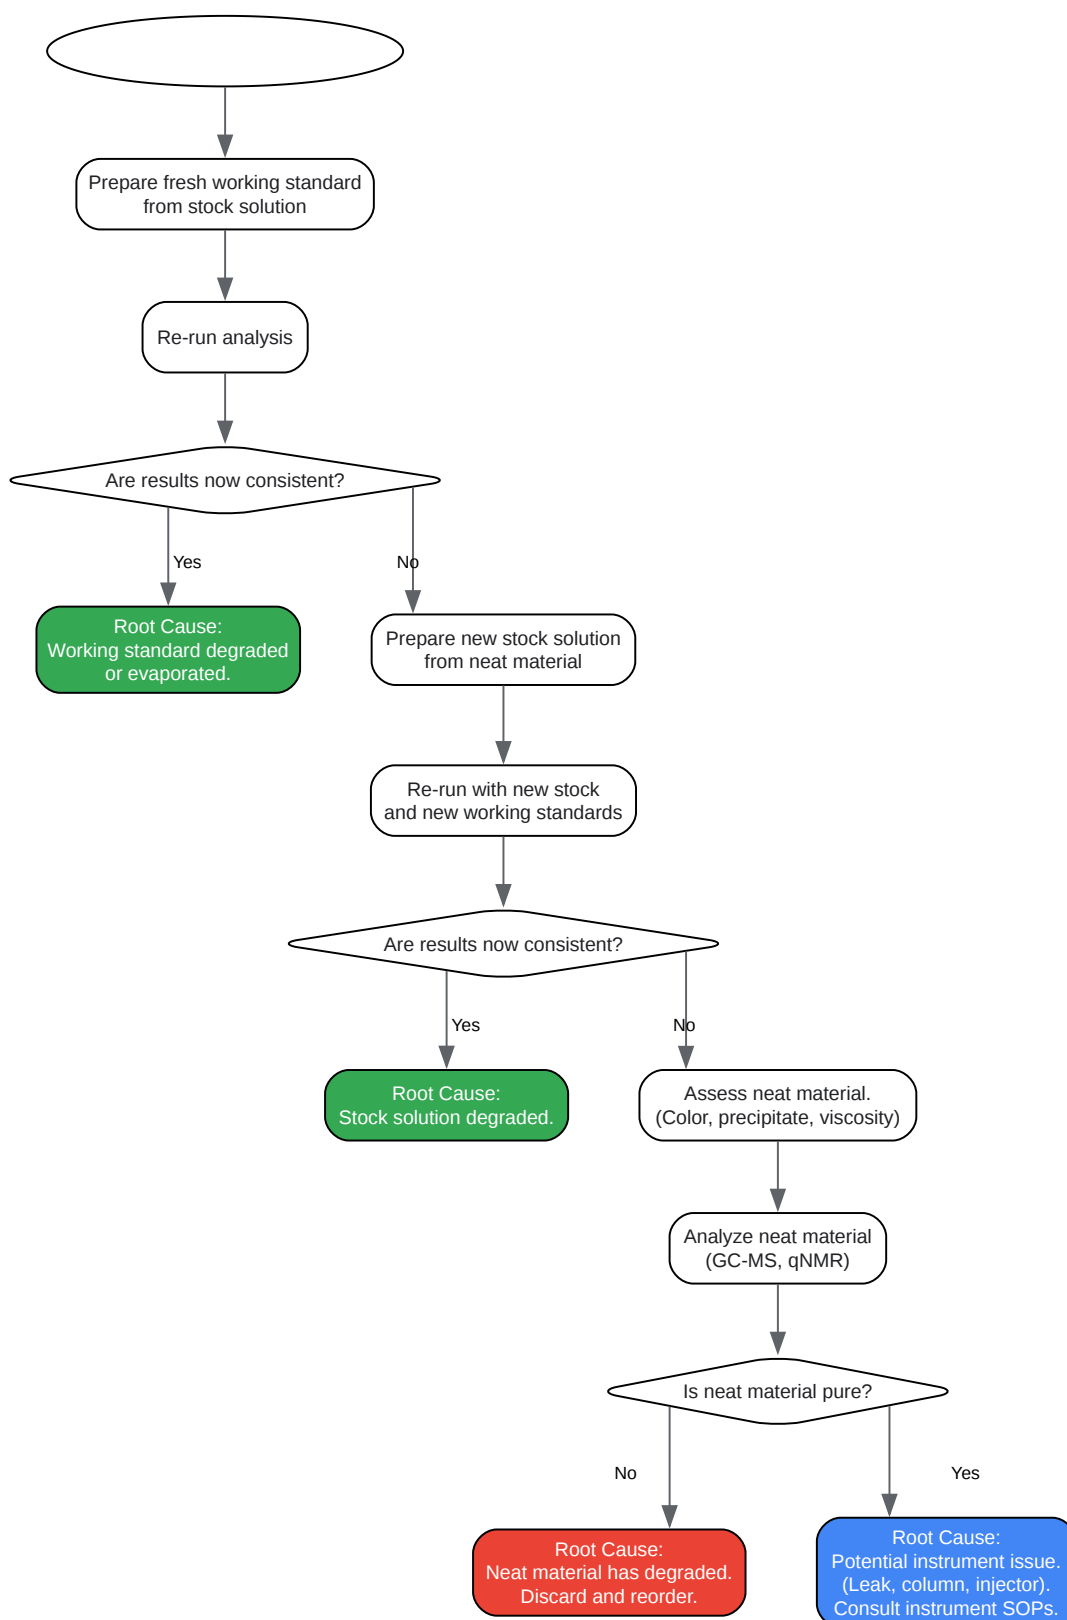 Prepare fresh working standard
from stock solution
Re-run analysis
Are results now consistent?
Yes
No
Root Cause:
Working standard degraded
or evaporated.
Prepare new stock solution
from neat material
Re-run with new stock
and new working standards
Are results now consistent?
Yes
No
Root Cause:
Stock solution degraded.
Assess neat material.
(Color, precipitate, viscosity)
Analyze neat material
(GC-MS, qNMR)
Is neat material pure?
No
Yes
Root Cause:
Neat material has degraded.
Discard and reorder.
Root Cause:
Potential instrument issue.
(Leak, column, injector).
Consult instrument SOPs.